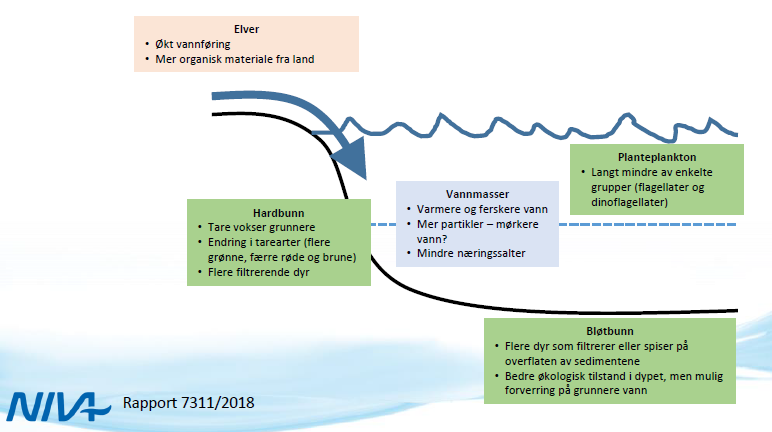 Elver
• Økt vannføring
• Mer organisk materiale fra land
Planteplankton
• Langt mindre av enkelte
grupper (flagellater og
dinoflagellater)
Vannmasser
• Varmere og ferskere vann
• Mer partikler – mørkere
vann?
• Mindre næringssalter
Hardbunn
• Tare vokser grunnere
• Endring i tarearter (flere
grønne, færre røde og brune)
• Flere filtrerende dyr
Bløtbunn
• Flere dyr som filtrerer eller spiser på
overflaten av sedimentene
• Bedre økologisk tilstand i dypet, men mulig
forverring på grunnere vann
NIVA
Rapport 7311/2018